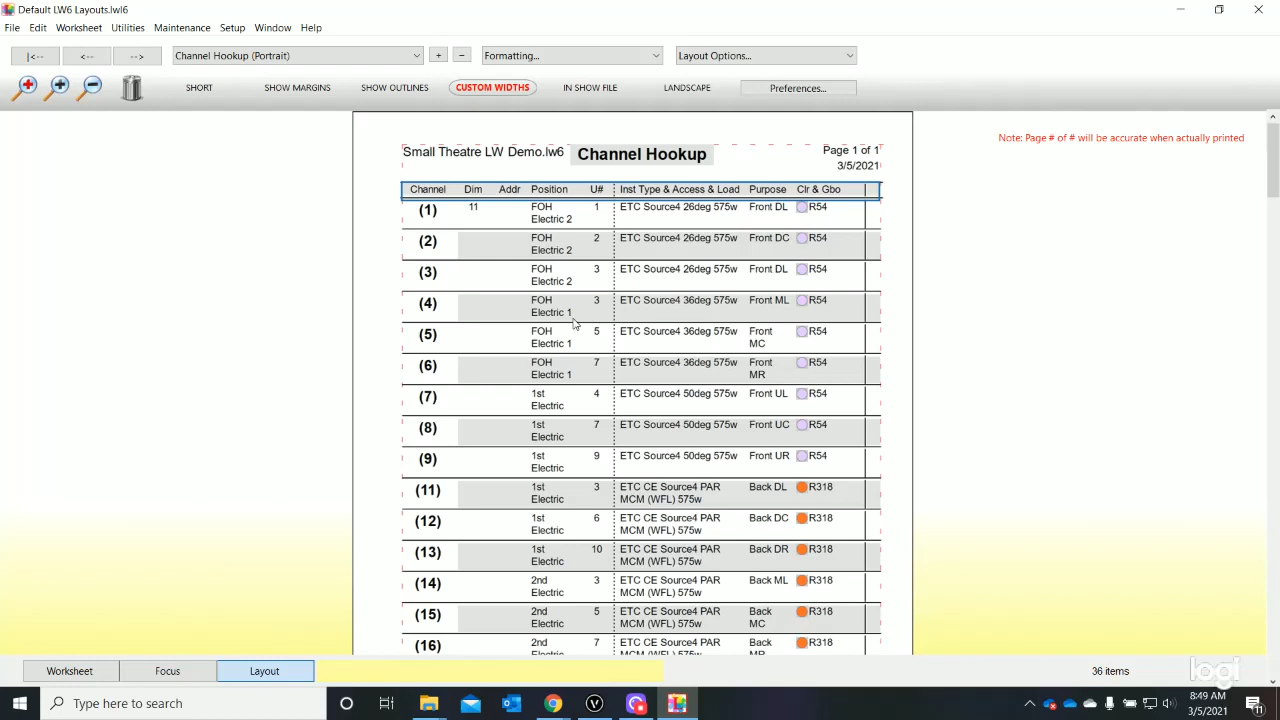 Default LW6 Layouts.lwl6
File Edit Viewer Utilities Maintenance Setup Window Help
|<-- <-- --> Channel Hookup (Portrait) + − Formatting... Layout Options...
SHORT SHOW MARGINS SHOW OUTLINES CUSTOM WIDTHS IN SHOW FILE LANDSCAPE Preferences...
Note: Page # of # will be accurate when actually printed
Small Theatre LW Demo.lw6 Channel Hookup Page 1 of 1
3/5/2021
Channel Dim Addr Position U# Inst Type & Access & Load Purpose Clr & Gbo
(1) 11 FOH 1 ETC Source4 26deg 575w Front DL R54
Electric 2
(2) FOH 2 ETC Source4 26deg 575w Front DC R54
Electric 2
(3) FOH 3 ETC Source4 26deg 575w Front DL R54
Electric 2
(4) FOH 3 ETC Source4 36deg 575w Front ML R54
Electric 1
(5) FOH 5 ETC Source4 36deg 575w Front R54
Electric 1 MC
(6) FOH 7 ETC Source4 36deg 575w Front R54
Electric 1 MR
(7) 1st 4 ETC Source4 50deg 575w Front UL R54
Electric
(8) 1st 7 ETC Source4 50deg 575w Front UC R54
Electric
(9) 1st 9 ETC Source4 50deg 575w Front UR R54
Electric
(11) 1st 3 ETC CE Source4 PAR Back DL R318
Electric MCM (WFL) 575w
(12) 1st 6 ETC CE Source4 PAR Back DC R318
Electric MCM (WFL) 575w
(13) 1st 10 ETC CE Source4 PAR Back DR R318
Electric MCM (WFL) 575w
(14) 2nd 3 ETC CE Source4 PAR Back ML R318
Electric MCM (WFL) 575w
(15) 2nd 5 ETC CE Source4 PAR Back R318
Electric MCM (WFL) 575w MC
(16) 2nd 7 ETC CE Source4 PAR Back R318
Electric MCM (WFL) 575w MR
Worksheet Focus Layout 36 items
logi
Type here to search
8:49 AM
3/5/2021
11